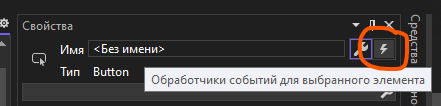 Свойства
Имя <Без имени>
Тип Button
Обработчики событий для выбранного элемента
Средства